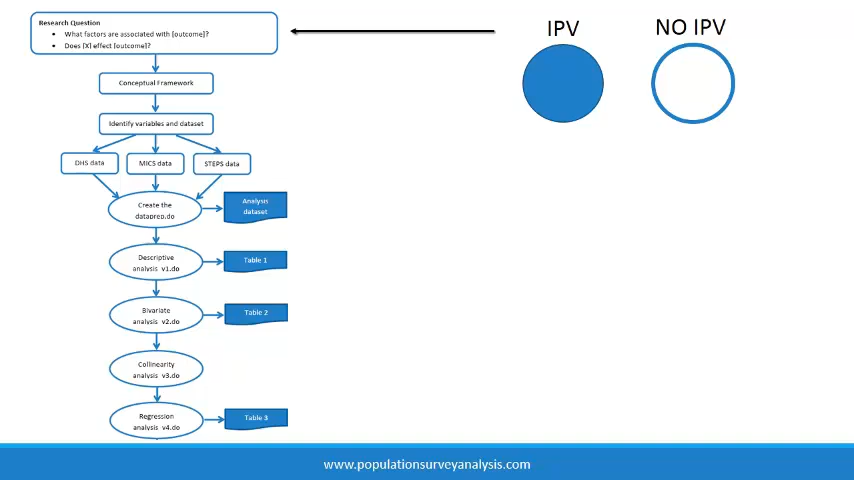 Research Question
• What factors are associated with [outcome]?
• Does [X] effect [outcome]?
IPV
NO IPV
Conceptual Framework
Identify variables and dataset
DHS data
MICS data
STEPS data
Create the
dataprep.do
Analysis
dataset
Descriptive
analysis v1.do
Table 1
Bivariate
analysis v2.do
Table 2
Collinearity
analysis v3.do
Regression
analysis v4.do
Table 3
www.populationsurveyanalysis.com